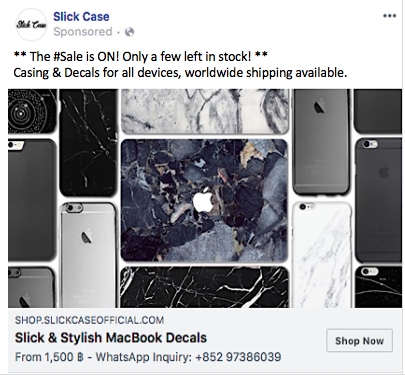 Slick Case
Slick Case
Sponsored ·
** The #Sale is ON! Only a few left in stock! **
Casing & Decals for all devices, worldwide shipping available.
SHOP.SLICKCASEOFFICIAL.COM
Slick & Stylish MacBook Decals
Shop Now
From 1,500 ฿ - WhatsApp Inquiry: +852 97386039